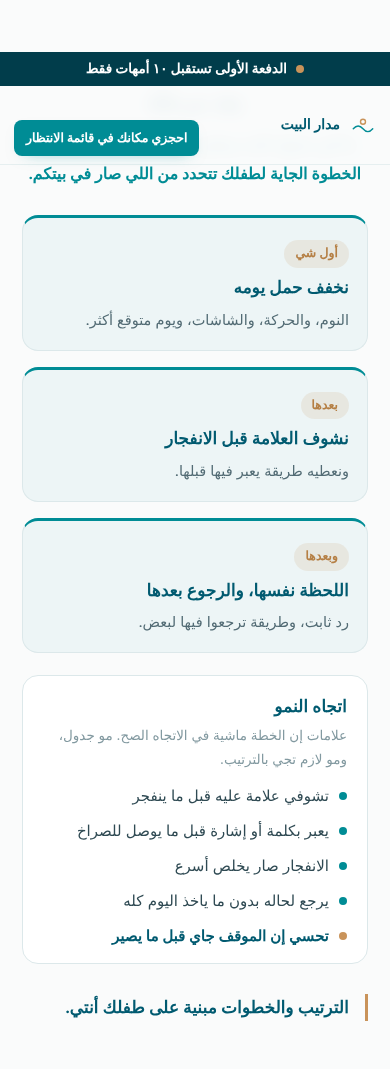 الدفعة الأولى تستقبل ١٠ أمهات فقط
مدار البيت
احجزي مكانك في قائمة الانتظار
الخطوة الجاية لطفلك تتحدد من اللي صار في بيتكم.
أول شي
نخفف حمل يومه
النوم، والحركة، والشاشات، ويوم متوقع أكثر.
بعدها
نشوف العلامة قبل الانفجار
ونعطيه طريقة يعبر فيها قبلها.
وبعدها
اللحظة نفسها، والرجوع بعدها
رد ثابت، وطريقة ترجعوا فيها لبعض.
اتجاه النمو
علامات إن الخطة ماشية في الاتجاه الصح. مو جدول،
ومو لازم تجي بالترتيب.
تشوفي علامة عليه قبل ما ينفجر
يعبر بكلمة أو إشارة قبل ما يوصل للصراخ
الانفجار صار يخلص أسرع
يرجع لحاله بدون ما ياخذ اليوم كله
تحسي إن الموقف جاي قبل ما يصير
الترتيب والخطوات مبنية على طفلك أنتي.